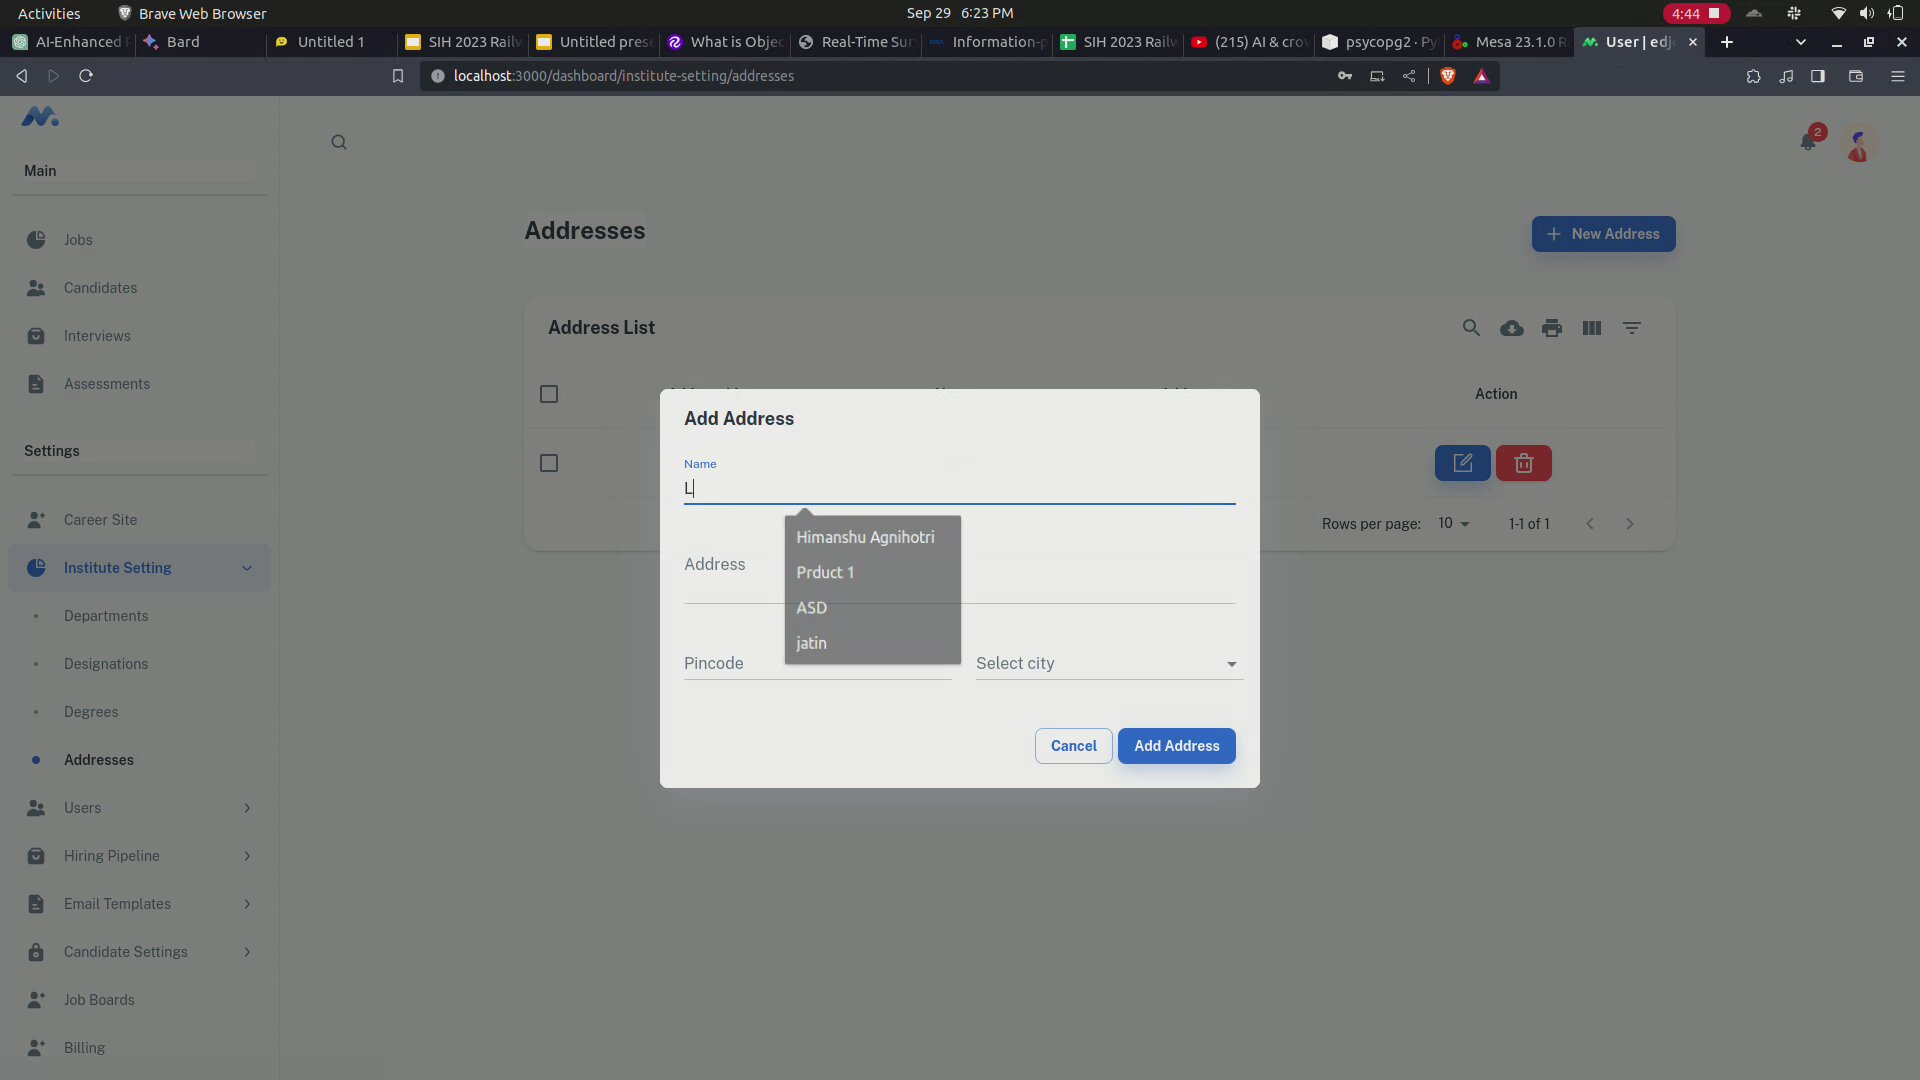 Activities
Brave Web Browser
Sep 29 6:23 PM
4:44
AI-Enhanced
Bard
Untitled 1
SIH 2023 Railw
Untitled prese
What is Objec
Real-Time Sur
Information-p
SIH 2023 Railw
(215) AI & crow
psycopg2 · Py
Mesa 23.1.0 R
User | edjo
localhost:3000/dashboard/institute-setting/addresses
2
Main
Jobs
Candidates
Interviews
Assessments
Settings
Career Site
Institute Setting
Departments
Designations
Degrees
Addresses
Users
Hiring Pipeline
Email Templates
Candidate Settings
Job Boards
Billing
Addresses
New Address
Address List
Action
Rows per page: 10
1-1 of 1
Add Address
Name
L
Himanshu Agnihotri
Prduct 1
ASD
jatin
Address
Pincode
Select city
Cancel
Add Address